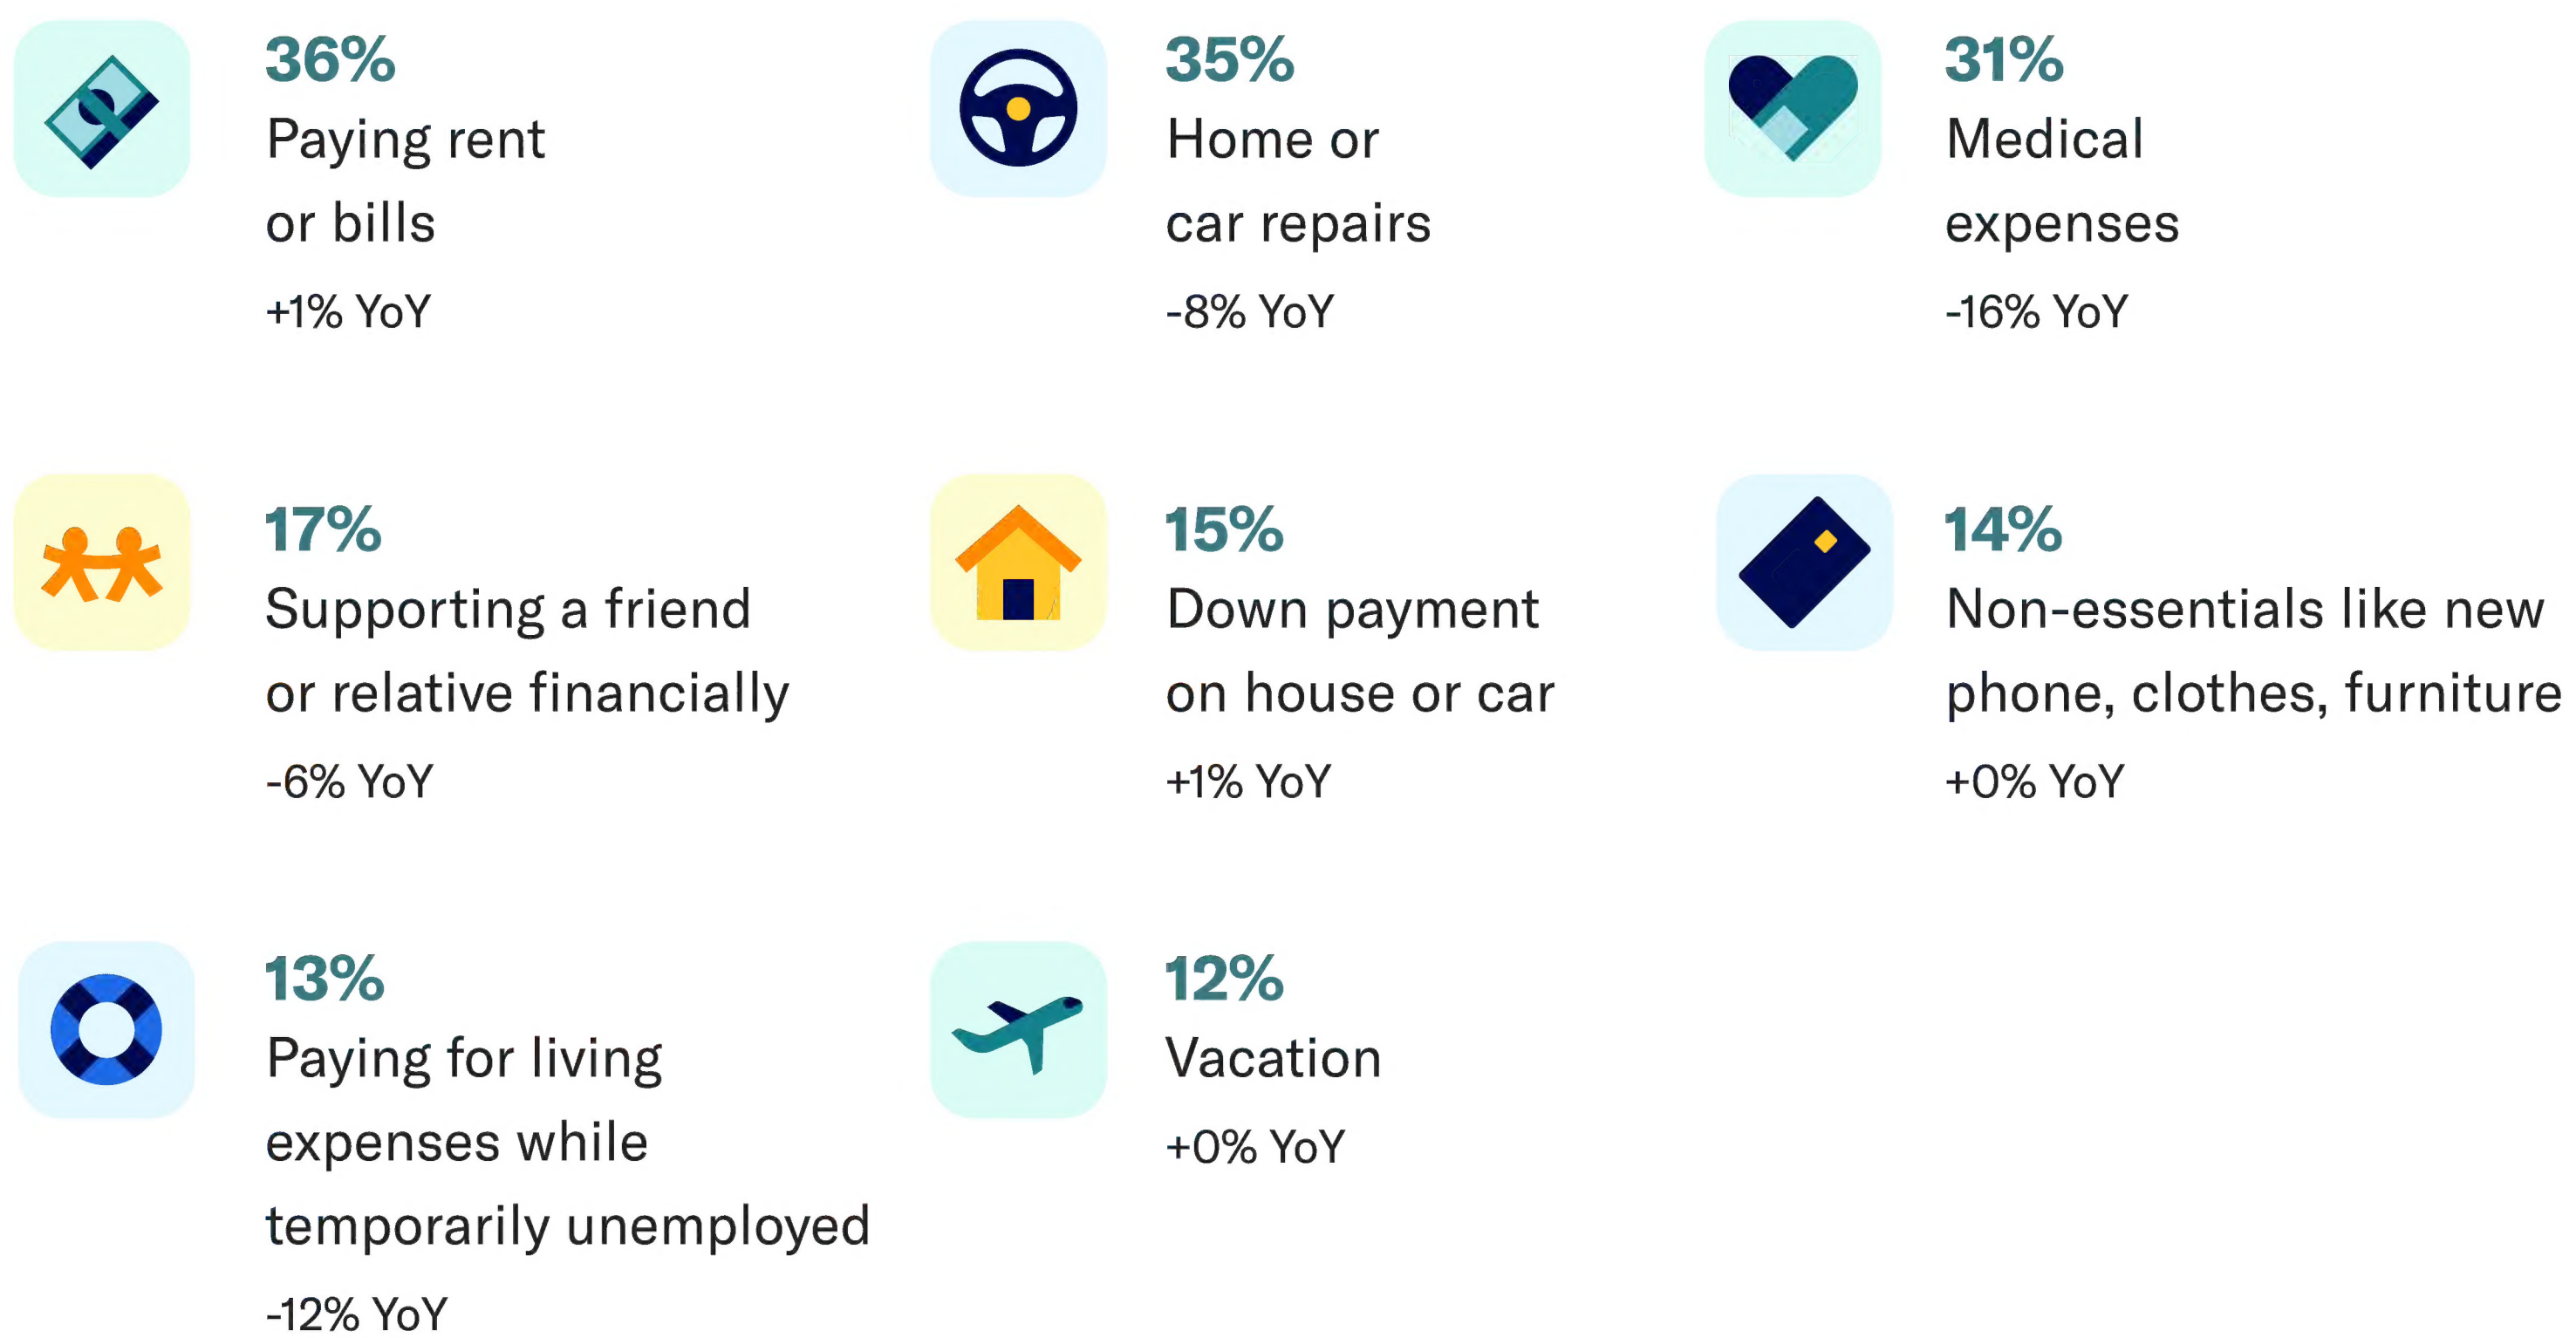 36%
Paying rent
or bills
+1% YoY
35%
Home or
car repairs
-8% YoY
31%
Medical
expenses
-16% YoY
17%
Supporting a friend
or relative financially
-6% YoY
15%
Down payment
on house or car
+1% YoY
14%
Non-essentials like new
phone, clothes, furniture
+0% YoY
13%
Paying for living
expenses while
temporarily unemployed
-12% YoY
12%
Vacation
+0% YoY